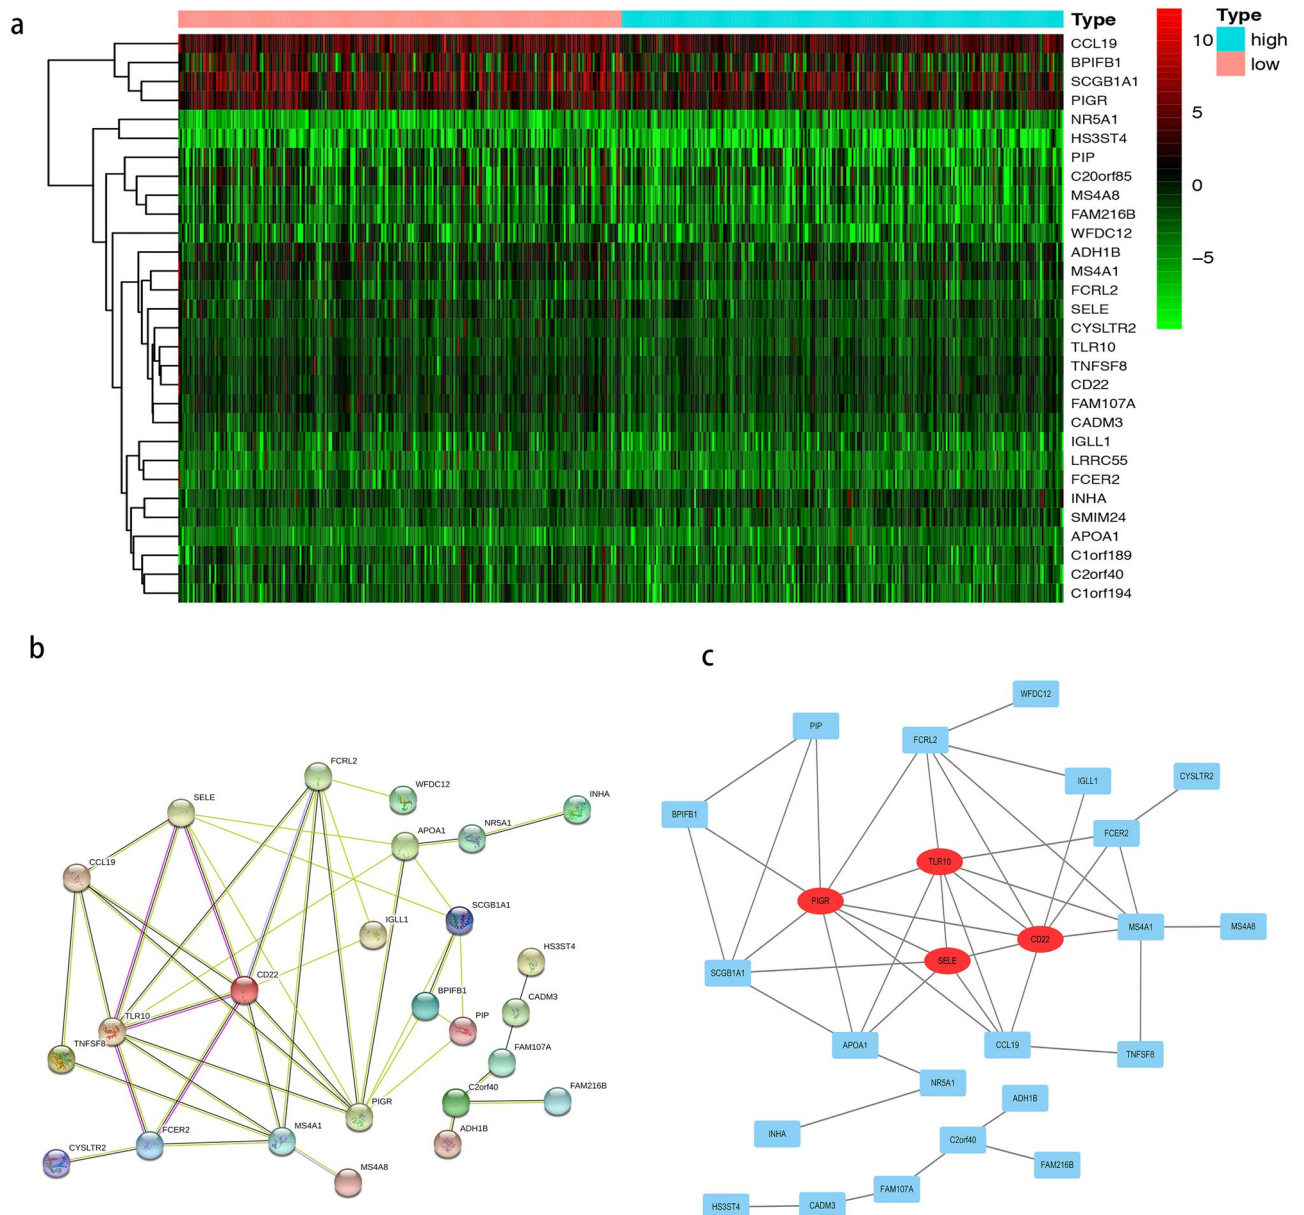 a
Type
CCL19
BPIFB1
SCGB1A1
PIGR
NR5A1
HS3ST4
PIP
C20orf85
MS4A8
FAM216B
WFDC12
ADH1B
MS4A1
FCRL2
SELE
CYSLTR2
TLR10
TNFSF8
CD22
FAM107A
CADM3
IGLL1
LRRC55
FCER2
INHA
SMIM24
APOA1
C1orf189
C2orf40
C1orf194
10
5
0
−5
Type
high
low
b
FCRL2
WFDC12
SELE
INHA
NR5A1
APOA1
CCL19
SCGB1A1
IGLL1
HS3ST4
CD22
BPIFB1
CADM3
TLR10
PIP
TNFSF8
FAM107A
C2orf40
FAM216B
PIGR
ADH1B
MS4A1
FCER2
CYSLTR2
MS4A8
c
WFDC12
PIP
FCRL2
IGLL1
CYSLTR2
BPIFB1
FCER2
TLR10
PIGR
MS4A1
MS4A8
CD22
SELE
SCGB1A1
APOA1
CCL19
TNFSF8
NR5A1
ADH1B
INHA
C2orf40
FAM216B
FAM107A
HS3ST4
CADM3